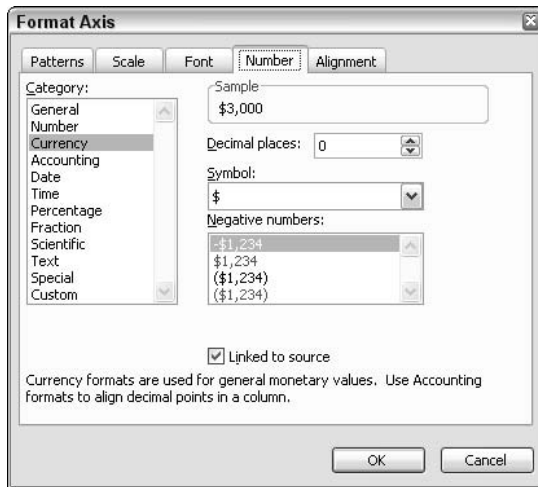 Format Axis
Patterns Scale Font Number Alignment
Category:
General
Number
Currency
Accounting
Date
Time
Percentage
Fraction
Scientific
Text
Special
Custom
Sample
$3,000
Decimal places: 0
Symbol:
$
Negative numbers:
-$1,234
$1,234
($1,234)
($1,234)
Linked to source
Currency formats are used for general monetary values. Use Accounting
formats to align decimal points in a column.
OK Cancel